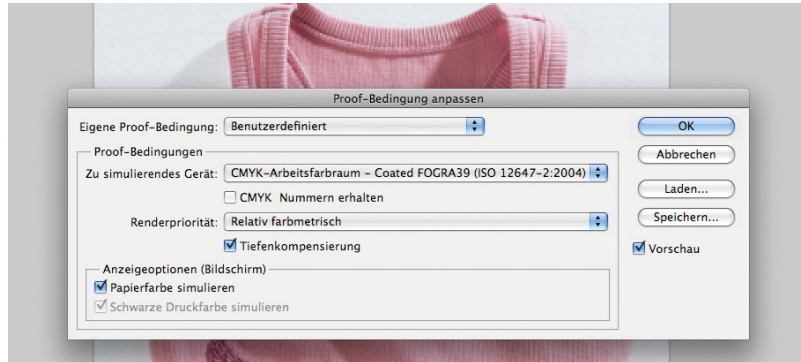 Proof-Bedingung anpassen
Eigene Proof-Bedingung: Benutzerdefiniert
OK
Proof-Bedingungen
Abbrechen
Zu simulierendes Gerät: CMYK-Arbeitsfarbraum - Coated FOGRA39 (ISO 12647-2:2004)
CMYK Nummern erhalten
Laden...
Renderpriorität: Relativ farbmetrisch
Speichern...
Tiefenkompensierung
Vorschau
Anzeigeoptionen (Bildschirm)
Papierfarbe simulieren
Schwarze Druckfarbe simulieren